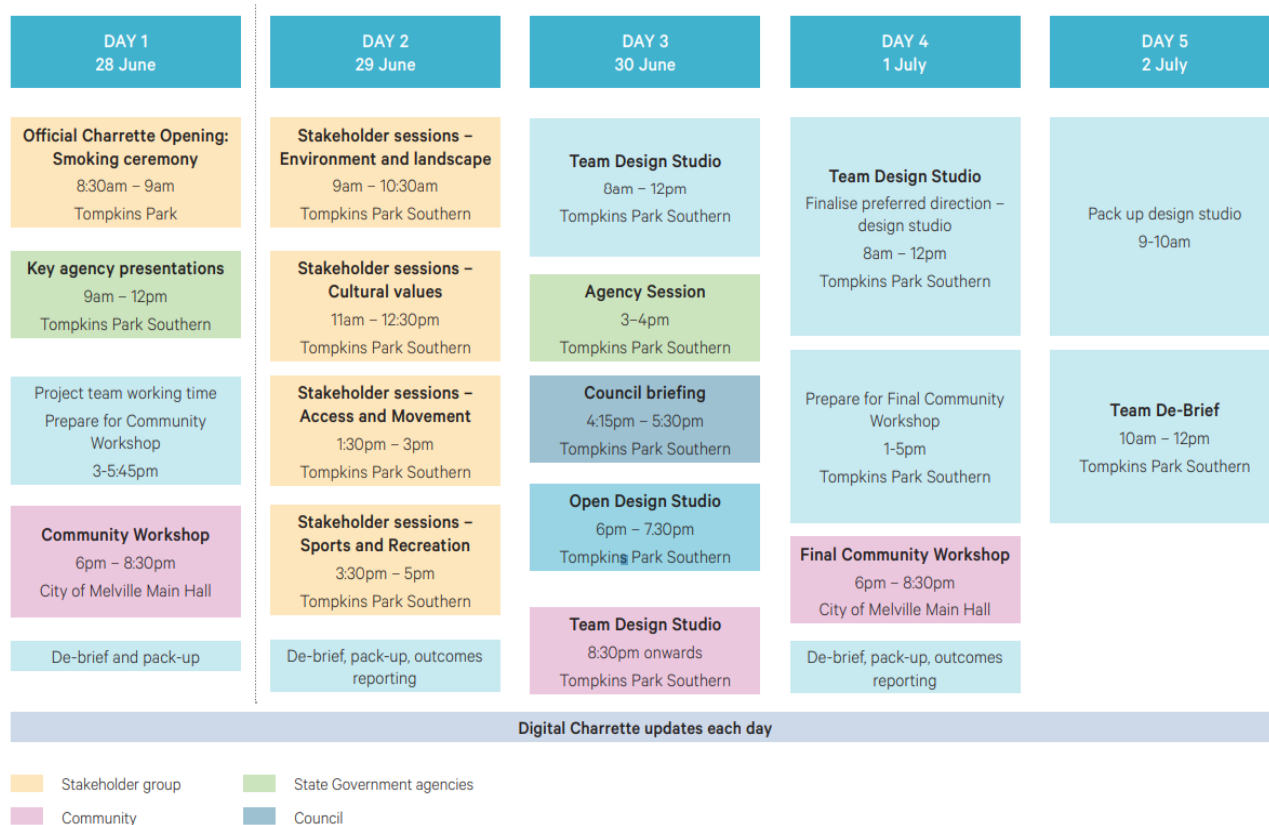 DAY 1
28 June
Official Charrette Opening:
Smoking ceremony
8:30am – 9am
Tompkins Park
Key agency presentations
9am – 12pm
Tompkins Park Southern
Project team working time
Prepare for Community
Workshop
3-5:45pm
Community Workshop
6pm – 8:30pm
City of Melville Main Hall
De-brief and pack-up
DAY 2
29 June
Stakeholder sessions –
Environment and landscape
9am – 10:30am
Tompkins Park Southern
Stakeholder sessions –
Cultural values
11am – 12:30pm
Tompkins Park Southern
Stakeholder sessions –
Access and Movement
1:30pm – 3pm
Tompkins Park Southern
Stakeholder sessions –
Sports and Recreation
3:30pm – 5pm
Tompkins Park Southern
De-brief, pack-up, outcomes
reporting
DAY 3
30 June
Team Design Studio
8am – 12pm
Tompkins Park Southern
Agency Session
3–4pm
Tompkins Park Southern
Council briefing
4:15pm – 5:30pm
Tompkins Park Southern
Open Design Studio
6pm – 7.30pm
Tompkins Park Southern
Team Design Studio
8:30pm onwards
Tompkins Park Southern
DAY 4
1 July
Team Design Studio
Finalise preferred direction –
design studio
8am – 12pm
Tompkins Park Southern
Prepare for Final Community
Workshop
1-5pm
Tompkins Park Southern
Final Community Workshop
6pm – 8:30pm
City of Melville Main Hall
De-brief, pack-up, outcomes
reporting
DAY 5
2 July
Pack up design studio
9-10am
Team De-Brief
10am – 12pm
Tompkins Park Southern
Digital Charrette updates each day
Stakeholder group
State Government agencies
Community
Council